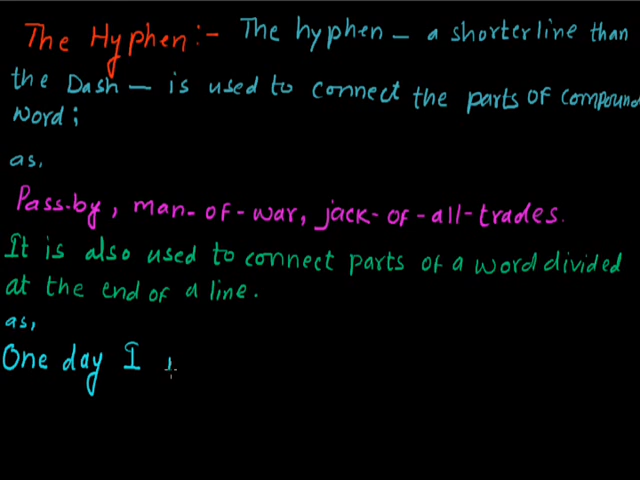 The Hyphen:- The hyphen – a shorter line than
the Dash – is used to connect the parts of compound
word;
as,
Pass-by, man-of-war, jack-of-all-trades.
It is also used to connect parts of a word divided
at the end of a line.
as,
One day I